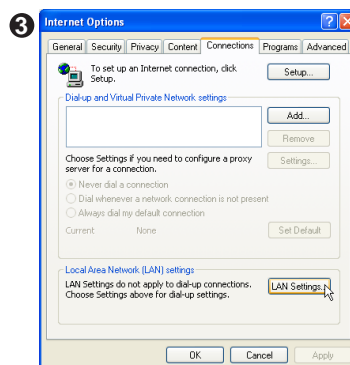 3
Internet Options
General Security Privacy Content Connections Programs Advanced
To set up an Internet connection, click
Setup.
Setup...
Dial-up and Virtual Private Network settings
Add...
Remove
Choose Settings if you need to configure a proxy
server for a connection.
Settings...
Never dial a connection
Dial whenever a network connection is not present
Always dial my default connection
Current None
Set Default
Local Area Network (LAN) settings
LAN Settings do not apply to dial-up connections.
Choose Settings above for dial-up settings.
LAN Settings...
OK Cancel Apply